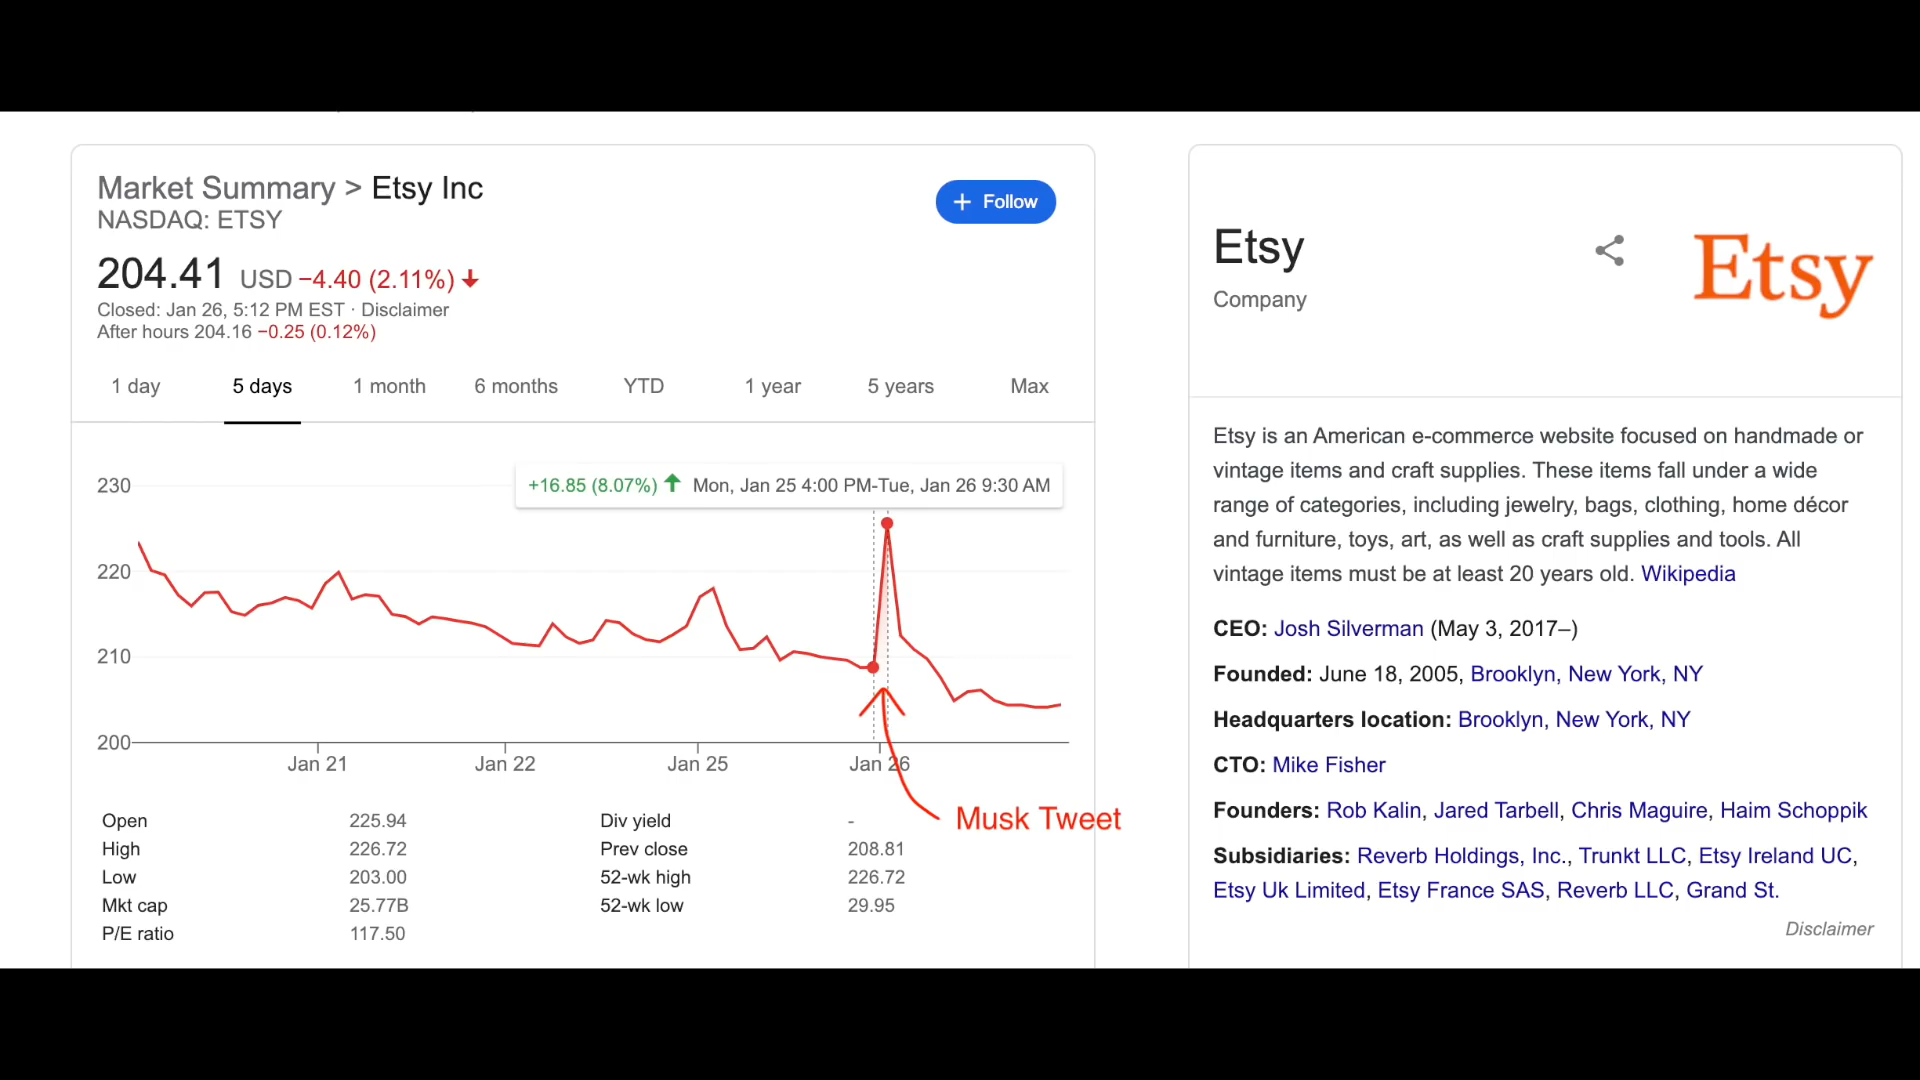 Market Summary > Etsy Inc
NASDAQ: ETSY
+ Follow
204.41 USD −4.40 (2.11%)
Closed: Jan 26, 5:12 PM EST · Disclaimer
After hours 204.16 −0.25 (0.12%)
1 day 5 days 1 month 6 months YTD 1 year 5 years Max
+16.85 (8.07%) Mon, Jan 25 4:00 PM-Tue, Jan 26 9:30 AM
230
220
210
200
Jan 21 Jan 22 Jan 25 Jan 26
Musk Tweet
Open 225.94 Div yield -
High 226.72 Prev close 208.81
Low 203.00 52-wk high 226.72
Mkt cap 25.77B 52-wk low 29.95
P/E ratio 117.50
Etsy
Company
Etsy
Etsy is an American e-commerce website focused on handmade or
vintage items and craft supplies. These items fall under a wide
range of categories, including jewelry, bags, clothing, home décor
and furniture, toys, art, as well as craft supplies and tools. All
vintage items must be at least 20 years old. Wikipedia
CEO: Josh Silverman (May 3, 2017–)
Founded: June 18, 2005, Brooklyn, New York, NY
Headquarters location: Brooklyn, New York, NY
CTO: Mike Fisher
Founders: Rob Kalin, Jared Tarbell, Chris Maguire, Haim Schoppik
Subsidiaries: Reverb Holdings, Inc., Trunkt LLC, Etsy Ireland UC,
Etsy Uk Limited, Etsy France SAS, Reverb LLC, Grand St.
Disclaimer